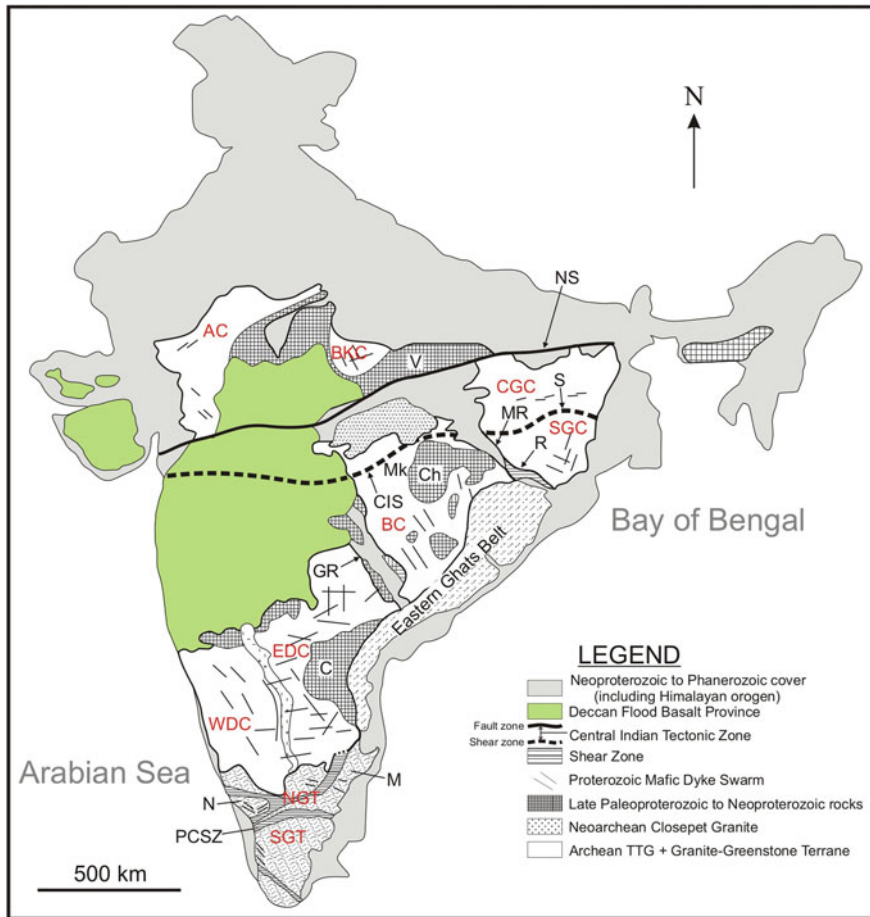 N
NS
AC
BKC
V
CGC
S
MR
SGC
R
Mk
Ch
CIS
BC
Bay of Bengal
GR
Eastern Ghats Belt
EDC
C
WDC
Arabian Sea
M
N
NGT
PCSZ
SGT
500 km
LEGEND
Neoproterozoic to Phanerozoic cover
(including Himalayan orogen)
Deccan Flood Basalt Province
Fault zone
Central Indian Tectonic Zone
Shear zone
Shear Zone
Proterozoic Mafic Dyke Swarm
Late Paleoproterozoic to Neoproterozoic rocks
Neoarchean Closepet Granite
Archean TTG + Granite-Greenstone Terrane